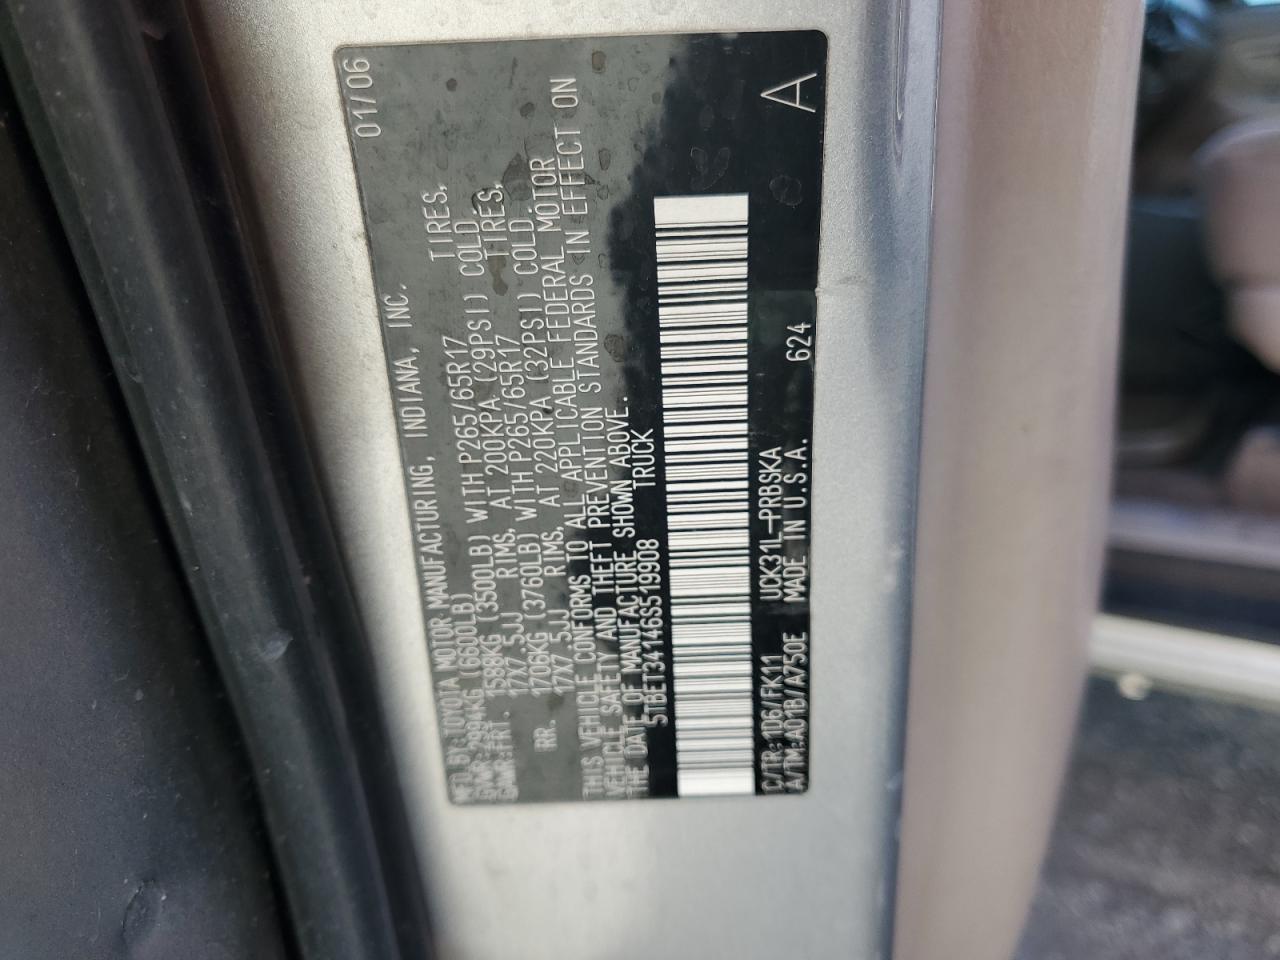 MFD.BY:TOYOTA MOTOR MANUFACTURING, INDIANA, INC. 01/06
GVWR:2994KG(6600LB)
GAWR:FRT. 1588KG (3500LB) WITH P265/65R17 TIRES,
17X7.5JJ RIMS, AT 200KPA (29PSI) COLD.
RR. 1706KG (3760LB) WITH P265/65R17 TIRES,
17X7.5JJ RIMS, AT 220KPA (32PSI) COLD.
THIS VEHICLE CONFORMS TO ALL APPLICABLE FEDERAL MOTOR
VEHICLE SAFETY AND THEFT PREVENTION STANDARDS IN EFFECT ON
THE DATE OF MANUFACTURE SHOWN ABOVE.
5TBET34146S519908 TRUCK
C/TR:1D6/FK11 UCK31L-PRBSKA
A/TM:A01B/A750E MADE IN U.S.A. 624 A